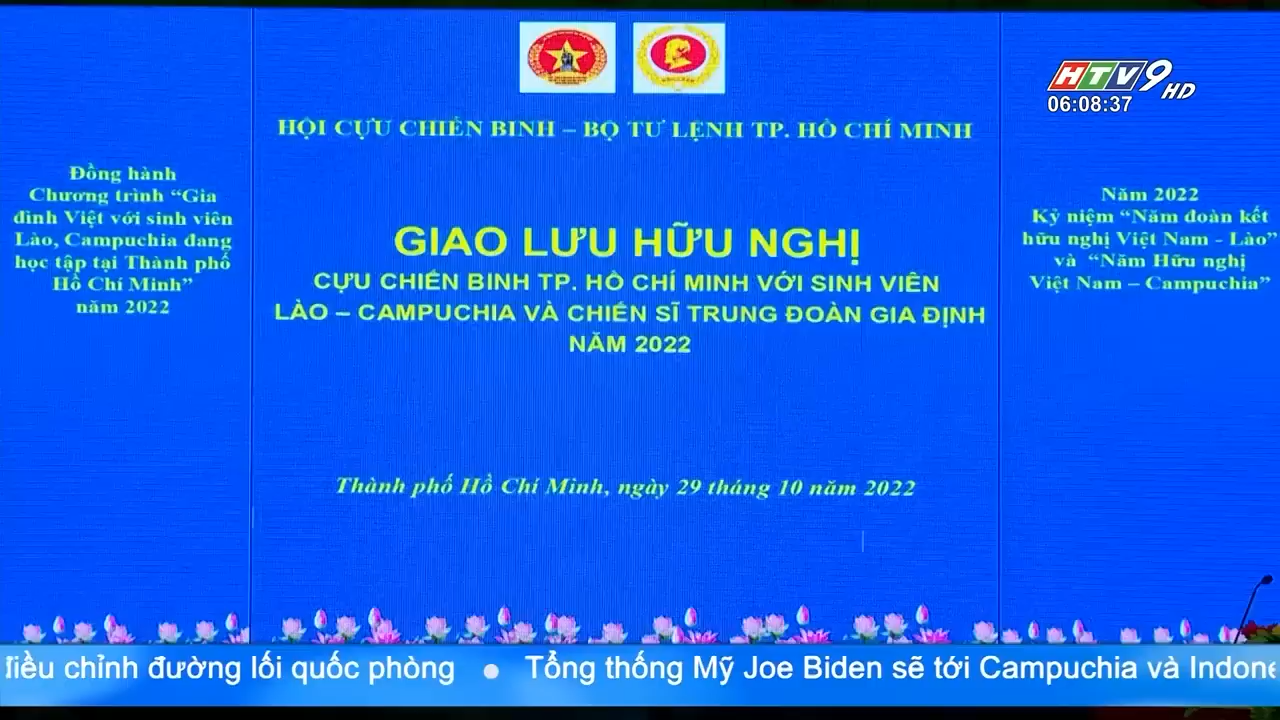 HTV9 HD
06:08:37
HỘI CỰU CHIẾN BINH – BỘ TƯ LỆNH TP. HỒ CHÍ MINH
Đồng hành
Chương trình “Gia
đình Việt với sinh viên
Lào, Campuchia đang
học tập tại Thành phố
Hồ Chí Minh”
năm 2022
GIAO LƯU HỮU NGHỊ
CỰU CHIẾN BINH TP. HỒ CHÍ MINH VỚI SINH VIÊN
LÀO – CAMPUCHIA VÀ CHIẾN SĨ TRUNG ĐOÀN GIA ĐỊNH
NĂM 2022
Năm 2022
Kỷ niệm “Năm đoàn kết
hữu nghị Việt Nam - Lào”
và “Năm Hữu nghị
Việt Nam – Campuchia”
Thành phố Hồ Chí Minh, ngày 29 tháng 10 năm 2022
chỉnh đường lối quốc phòng ● Tổng thống Mỹ Joe Biden sẽ tới Campuchia và